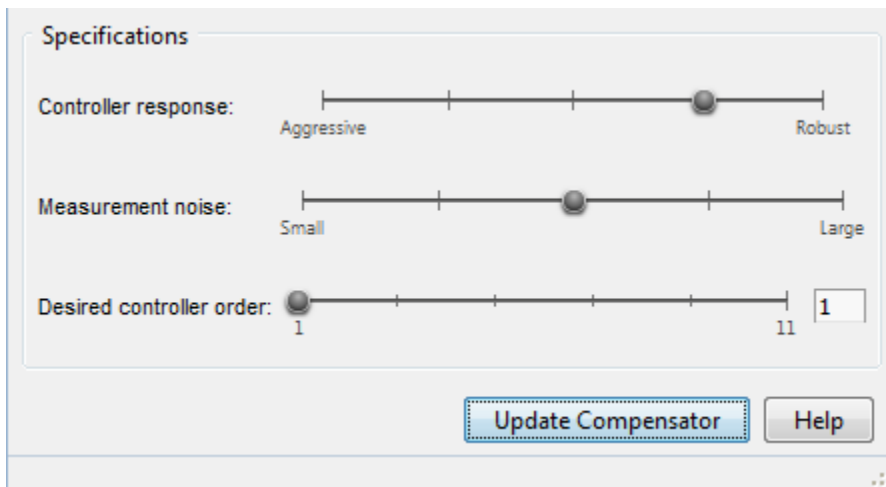 Specifications
Controller response:
Aggressive Robust
Measurement noise:
Small Large
Desired controller order: 1
1 11
Update Compensator Help